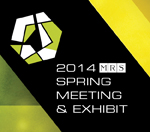 2014 MRS
SPRING
MEETING
& EXHIBIT